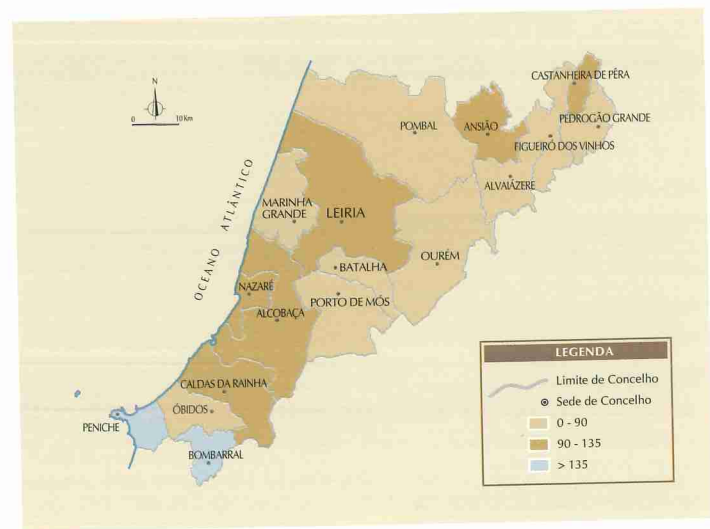 N
0 10 Km
OCEANO ATLÂNTICO
CASTANHEIRA DE PÊRA
PEDROGÃO GRANDE
POMBAL
ANSIÃO
FIGUEIRÓ DOS VINHOS
ALVAIÁZERE
MARINHA
GRANDE
LEIRIA
OURÉM
BATALHA
NAZARÉ
PORTO DE MÓS
ALCOBAÇA
CALDAS DA RAINHA
ÓBIDOS
PENICHE
BOMBARRAL
LEGENDA
Limite de Concelho
Sede de Concelho
0 - 90
90 - 135
> 135